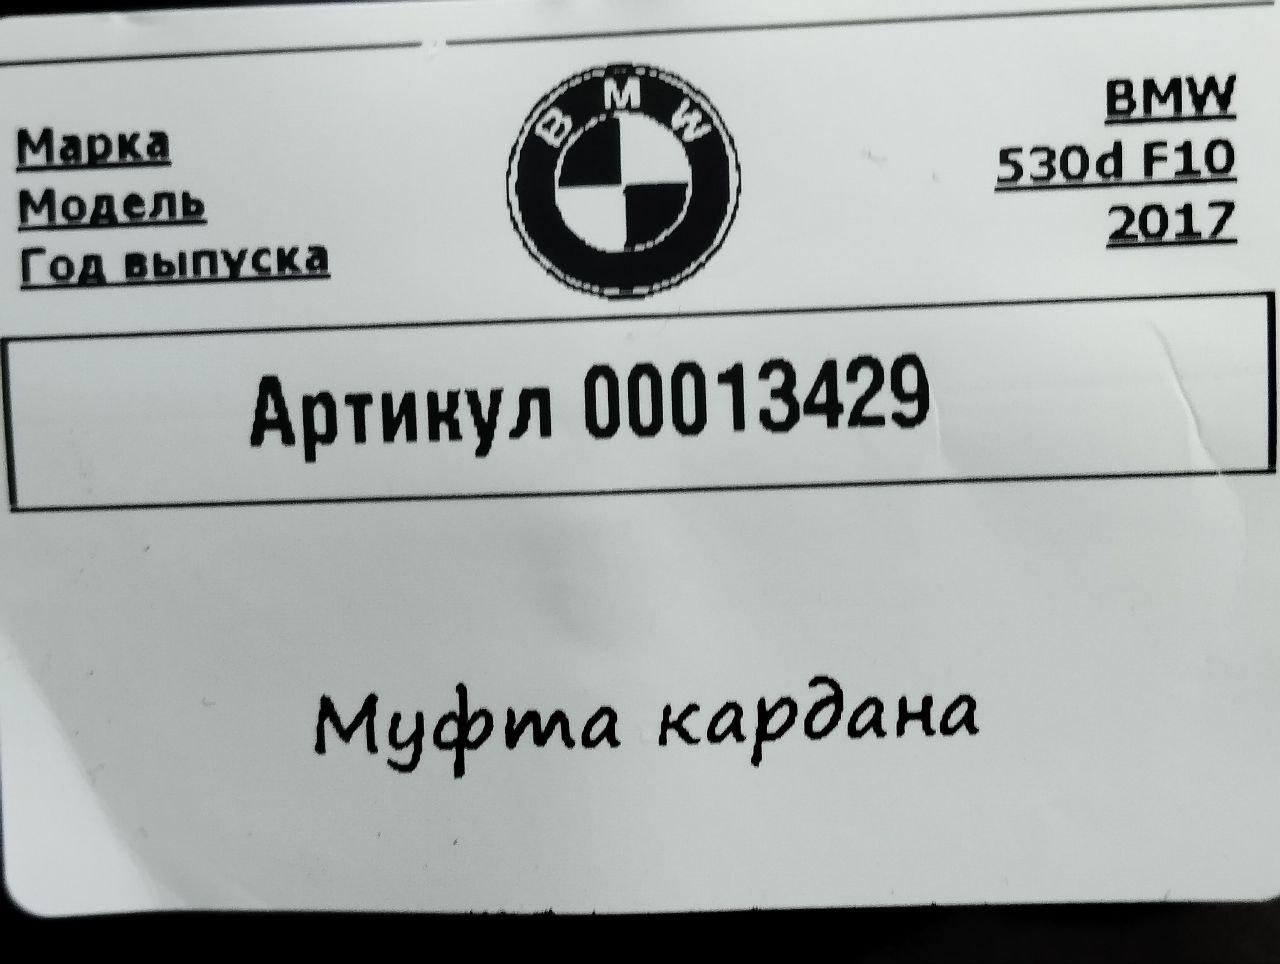 Марка
Модель
Год выпуска
BMW
BMW
530d F10
2017
Артикул 00013429
Муфта кардана